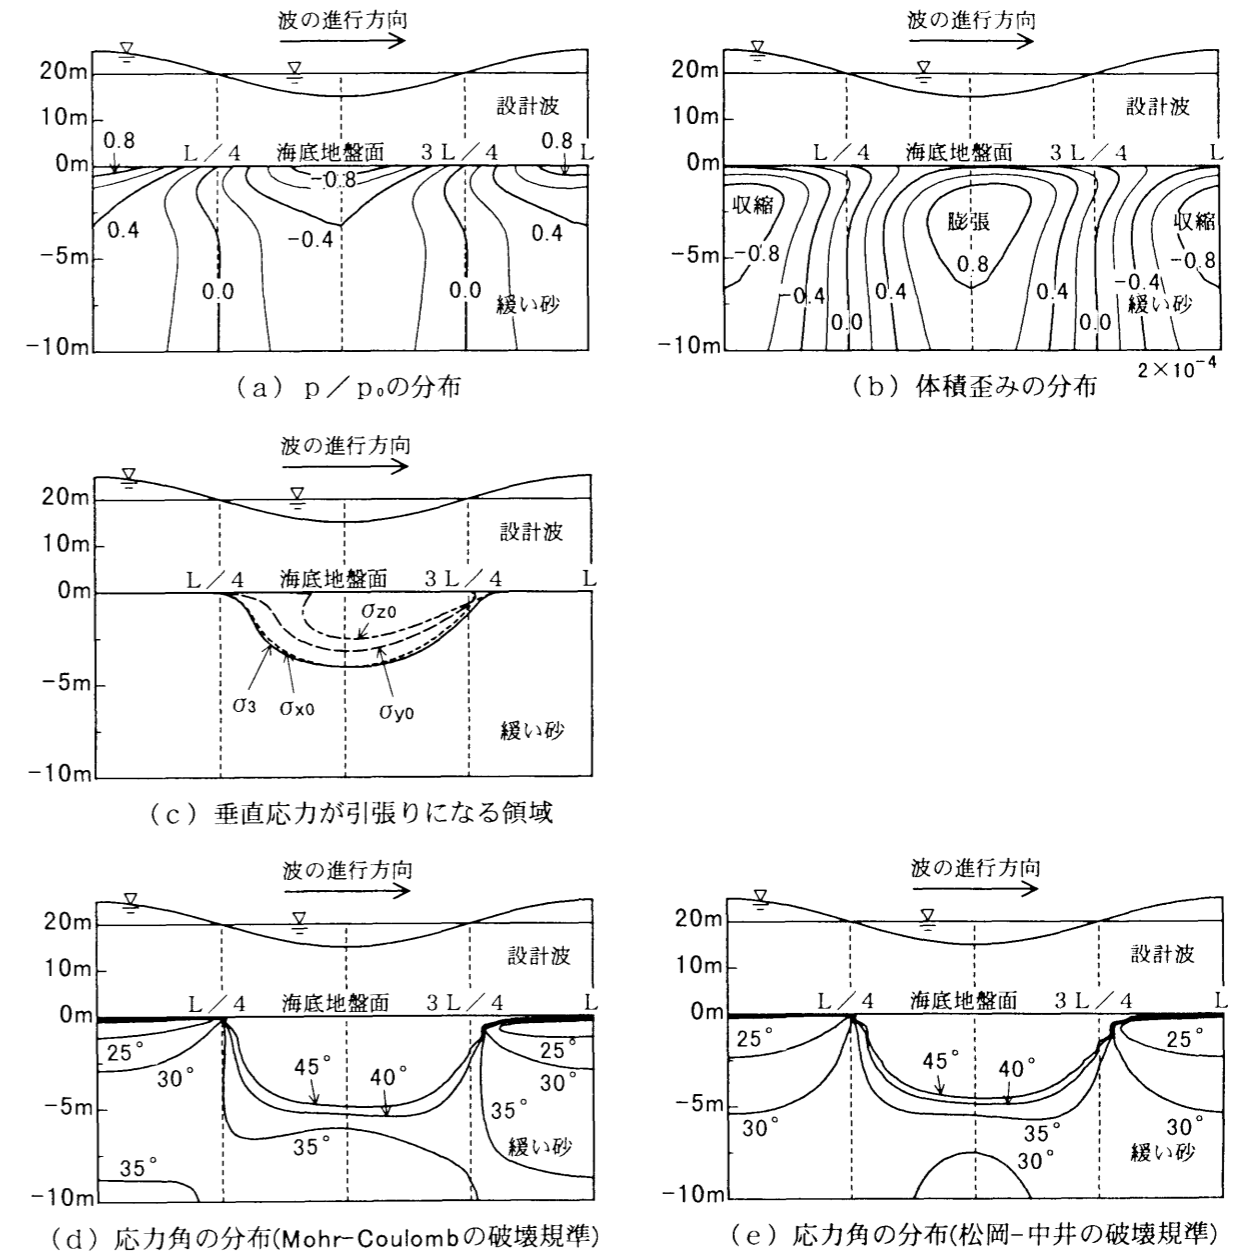 波の進行方向
20m
10m
0m
-5m
-10m
設計波
0.8
L／4
海底地盤面
3L／4
0.8
L
-0.8
0.4
-0.4
0.4
0.0
0.0
緩い砂
(a) p／p₀の分布
波の進行方向
20m
10m
0m
-5m
-10m
設計波
L／4
海底地盤面
3L／4
L
収縮
膨張
収縮
-0.8
0.8
-0.8
-0.4
0.4
0.4
-0.4
緩い砂
0.0
0.0
2×10⁻⁴
(b) 体積歪みの分布
波の進行方向
20m
10m
0m
-5m
-10m
設計波
L／4
海底地盤面
3L／4
L
σz0
σ3
σx0
σy0
緩い砂
(c) 垂直応力が引張りになる領域
波の進行方向
20m
10m
0m
-5m
-10m
設計波
L／4
海底地盤面
3L／4
L
25°
30°
45°
40°
25°
30°
35°
35°
35°
緩い砂
(d) 応力角の分布(Mohr-Coulombの破壊規準)
波の進行方向
20m
10m
0m
-5m
-10m
設計波
L／4
海底地盤面
3L／4
L
25°
45°
40°
25°
30°
35°
30°
30°
緩い砂
(e) 応力角の分布(松岡-中井の破壊規準)